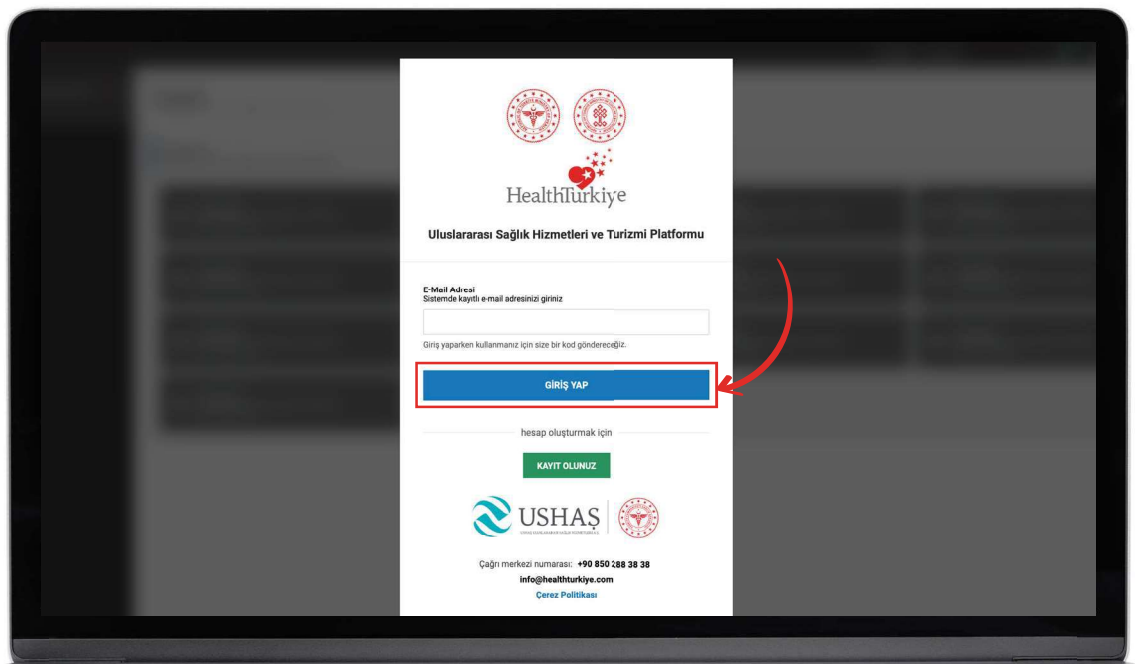 HealthTürkiye
Uluslararası Sağlık Hizmetleri ve Turizmi Platformu
E-Mail Adresi
Sistemde kayıtlı e-mail adresinizi giriniz
Giriş yaparken kullanmanız için size bir kod göndereceğiz.
GİRİŞ YAP
hesap oluşturmak için
KAYIT OLUNUZ
USHAŞ
Çağrı merkezi numarası: +90 850 288 38 38
info@healthturkiye.com
Çerez Politikası